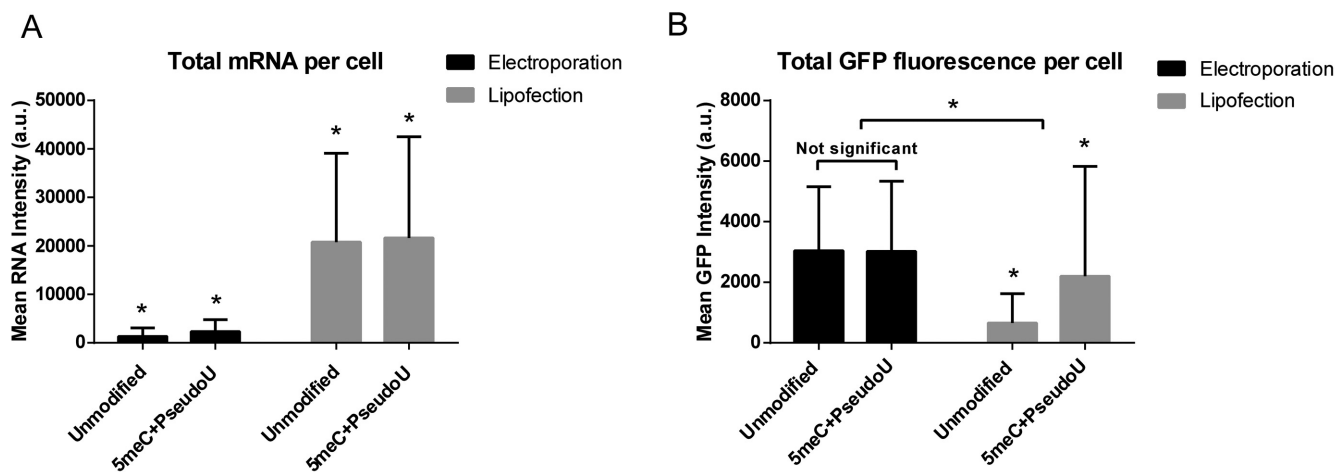 A
Total mRNA per cell
Electroporation
Lipofection
Mean RNA Intensity (a.u.)
50000
40000
30000
20000
10000
0
*
*
*
*
Unmodified
5meC+PseudoU
Unmodified
5meC+PseudoU
B
Total GFP fluorescence per cell
Electroporation
Lipofection
Mean GFP Intensity (a.u.)
8000
6000
4000
2000
0
*
Not significant
*
*
Unmodified
5meC+PseudoU
Unmodified
5meC+PseudoU